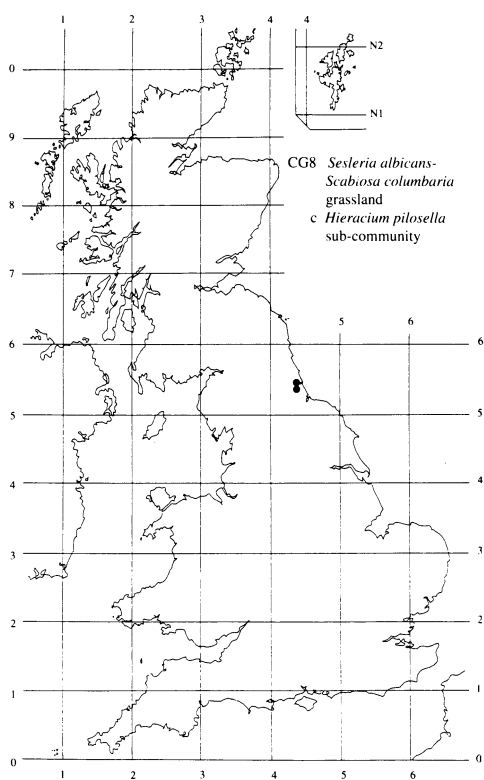 1 2 3 4
0
N2
N1
9
CG8 Sesleria albicans-
Scabiosa columbaria
grassland
c Hieracium pilosella
sub-community
8
7
5 6
6 6
5 5
4 4
3 3
2 2
1 1
0 0
1 2 3 4 5 6